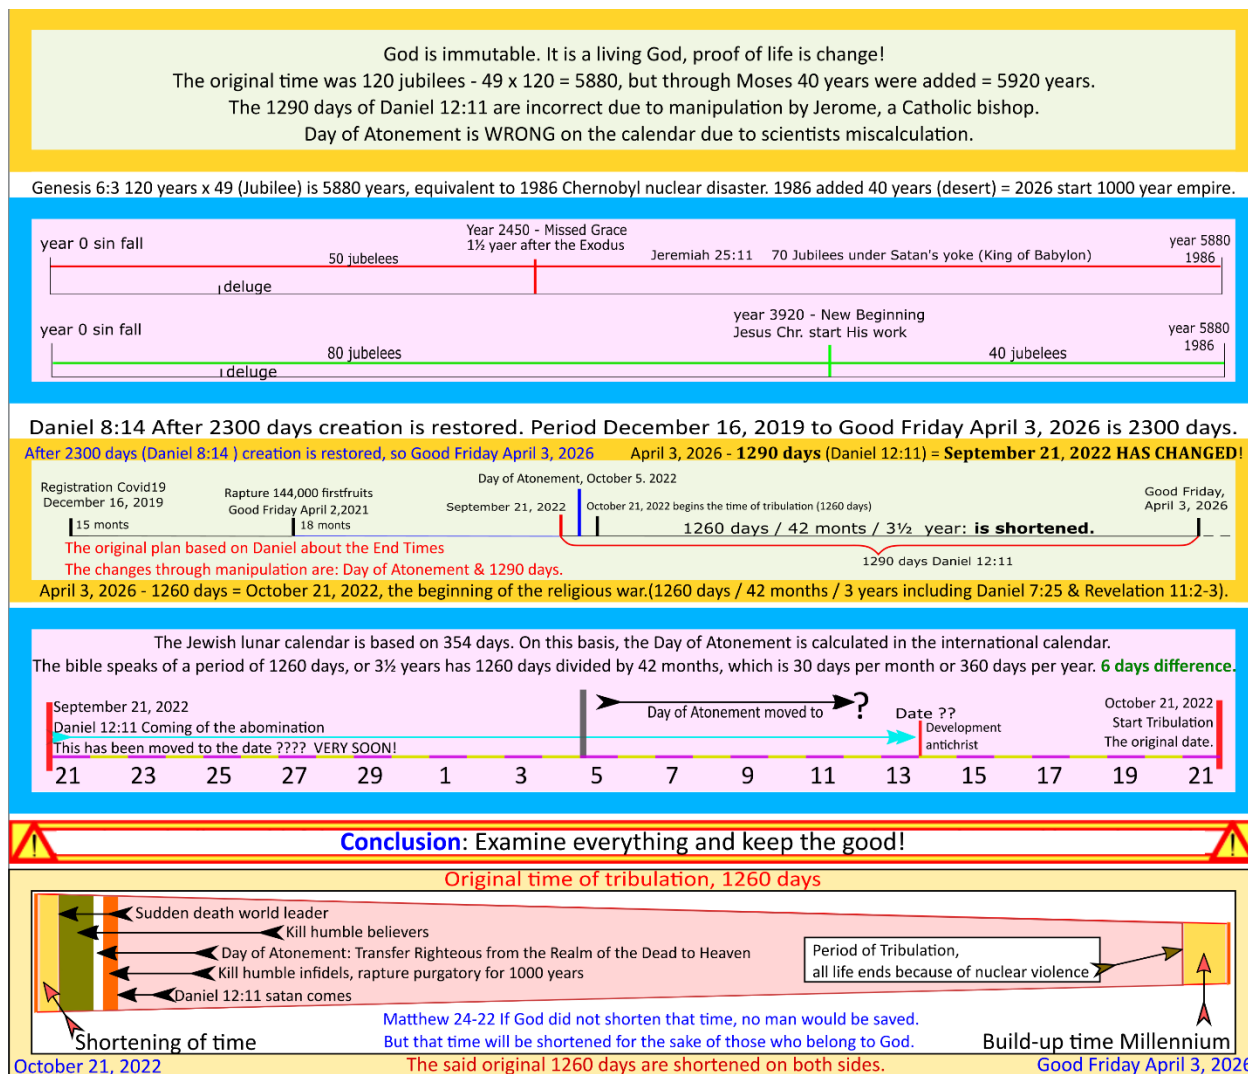 God is immutable. It is a living God, proof of life is change!
The original time was 120 jubilees - 49 x 120 = 5880, but through Moses 40 years were added = 5920 years.
The 1290 days of Daniel 12:11 are incorrect due to manipulation by Jerome, a Catholic bishop.
Day of Atonement is WRONG on the calendar due to scientists miscalculation.
Genesis 6:3 120 years x 49 (Jubilee) is 5880 years, equivalent to 1986 Chernobyl nuclear disaster. 1986 added 40 years (desert) = 2026 start 1000 year empire.
year 0 sin fall
Year 2450 - Missed Grace
1½ yaer after the Exodus
50 jubelees
Jeremiah 25:11 70 Jubilees under Satan's yoke (King of Babylon)
year 5880
1986
deluge
year 0 sin fall
year 3920 - New Beginning
Jesus Chr. start His work
80 jubelees
40 jubelees
year 5880
1986
deluge
Daniel 8:14 After 2300 days creation is restored. Period December 16, 2019 to Good Friday April 3, 2026 is 2300 days.
After 2300 days (Daniel 8:14 ) creation is restored, so Good Friday April 3, 2026
April 3, 2026 - 1290 days (Daniel 12:11) = September 21, 2022 HAS CHANGED!
Registration Covid19
December 16, 2019
15 monts
Rapture 144,000 firstfruits
Good Friday April 2,2021
18 monts
Day of Atonement, October 5. 2022
September 21, 2022
October 21, 2022 begins the time of tribulation (1260 days)
Good Friday,
April 3, 2026
1260 days / 42 months / 3½ year: is shortened.
The original plan based on Daniel about the End Times
The changes through manipulation are: Day of Atonement & 1290 days.
1290 days Daniel 12:11
April 3, 2026 - 1260 days = October 21, 2022, the beginning of the religious war.(1260 days / 42 months / 3 years including Daniel 7:25 & Revelation 11:2-3).
The Jewish lunar calendar is based on 354 days. On this basis, the Day of Atonement is calculated in the international calendar.
The bible speaks of a period of 1260 days, or 3½ years has 1260 days divided by 42 months, which is 30 days per month or 360 days per year. 6 days difference.
September 21, 2022
Daniel 12:11 Coming of the abomination
This has been moved to the date ???? VERY SOON!
Day of Atonement moved to
?
Date ??
Development
antichrist
October 21, 2022
Start Tribulation
The original date.
21 23 25 27 29 1 3 5 7 9 11 13 15 17 19 21
! Conclusion: Examine everything and keep the good! !
Original time of tribulation, 1260 days
Sudden death world leader
Kill humble believers
Day of Atonement: Transfer Righteous from the Realm of the Dead to Heaven
Kill humble infidels, rapture purgatory for 1000 years
Daniel 12:11 satan comes
Period of Tribulation,
all life ends because of nuclear violence
Matthew 24-22 If God did not shorten that time, no man would be saved.
But that time will be shortened for the sake of those who belong to God.
Shortening of time
Build-up time Millennium
October 21, 2022
The said original 1260 days are shortened on both sides.
Good Friday April 3, 2026